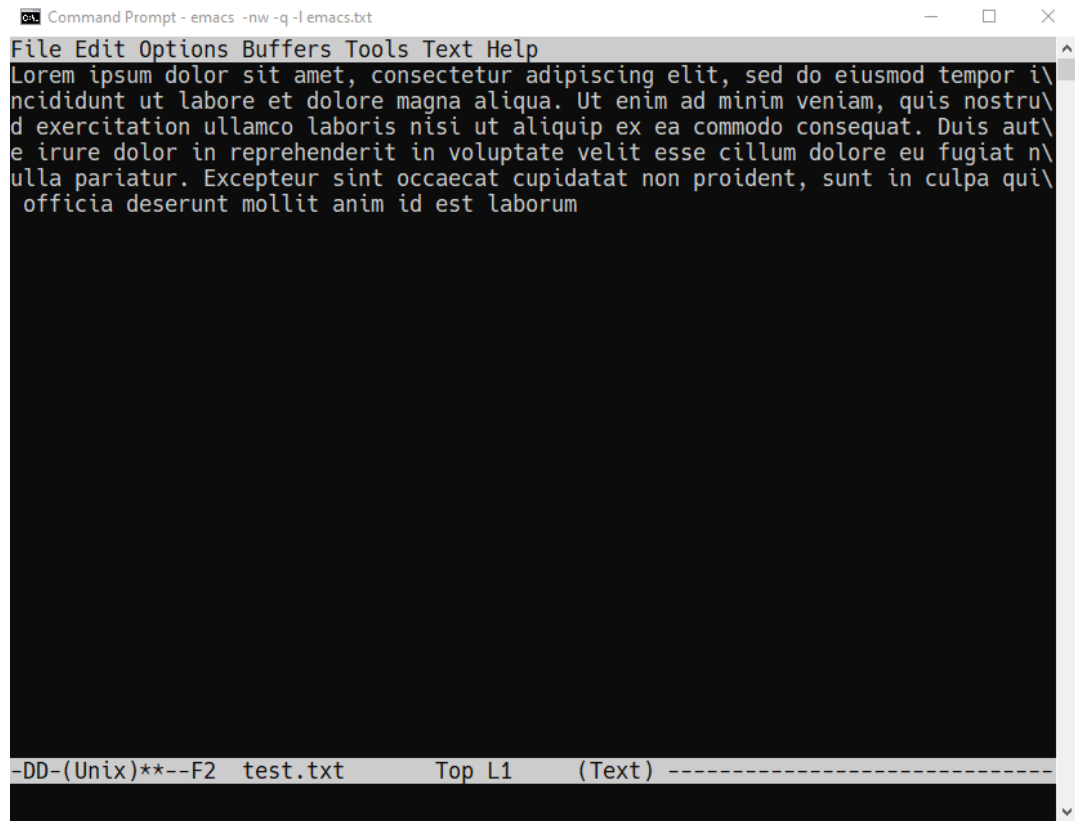 Command Prompt - emacs -nw -q -l emacs.txt
File Edit Options Buffers Tools Text Help
Lorem ipsum dolor sit amet, consectetur adipiscing elit, sed do eiusmod tempor i\
ncididunt ut labore et dolore magna aliqua. Ut enim ad minim veniam, quis nostru\
d exercitation ullamco laboris nisi ut aliquip ex ea commodo consequat. Duis aut\
e irure dolor in reprehenderit in voluptate velit esse cillum dolore eu fugiat n\
ulla pariatur. Excepteur sint occaecat cupidatat non proident, sunt in culpa qui\
 officia deserunt mollit anim id est laborum
-DD-(Unix)**--F2  test.txt       Top L1     (Text) ------------------------------